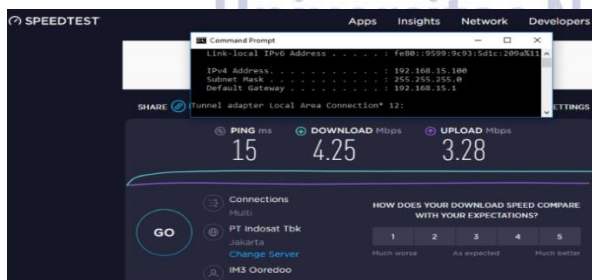 SPEEDTEST
Apps Insights Network Developers
Command Prompt
Link-local IPv6 Address . . . . . : fe80::9599:9c93:5d1c:209a%11
IPv4 Address. . . . . . . . . . . : 192.168.15.100
Subnet Mask . . . . . . . . . . . : 255.255.255.0
Default Gateway . . . . . . . . . : 192.168.15.1
Tunnel adapter Local Area Connection* 12:
SHARE ETTINGS
PING ms DOWNLOAD Mbps UPLOAD Mbps
15 4.25 3.28
GO
Connections
Multi
PT Indosat Tbk
Jakarta
Change Server
IM3 Ooredoo
HOW DOES YOUR DOWNLOAD SPEED COMPARE
WITH YOUR EXPECTATIONS?
1 2 3 4 5
Much worse As expected Much better